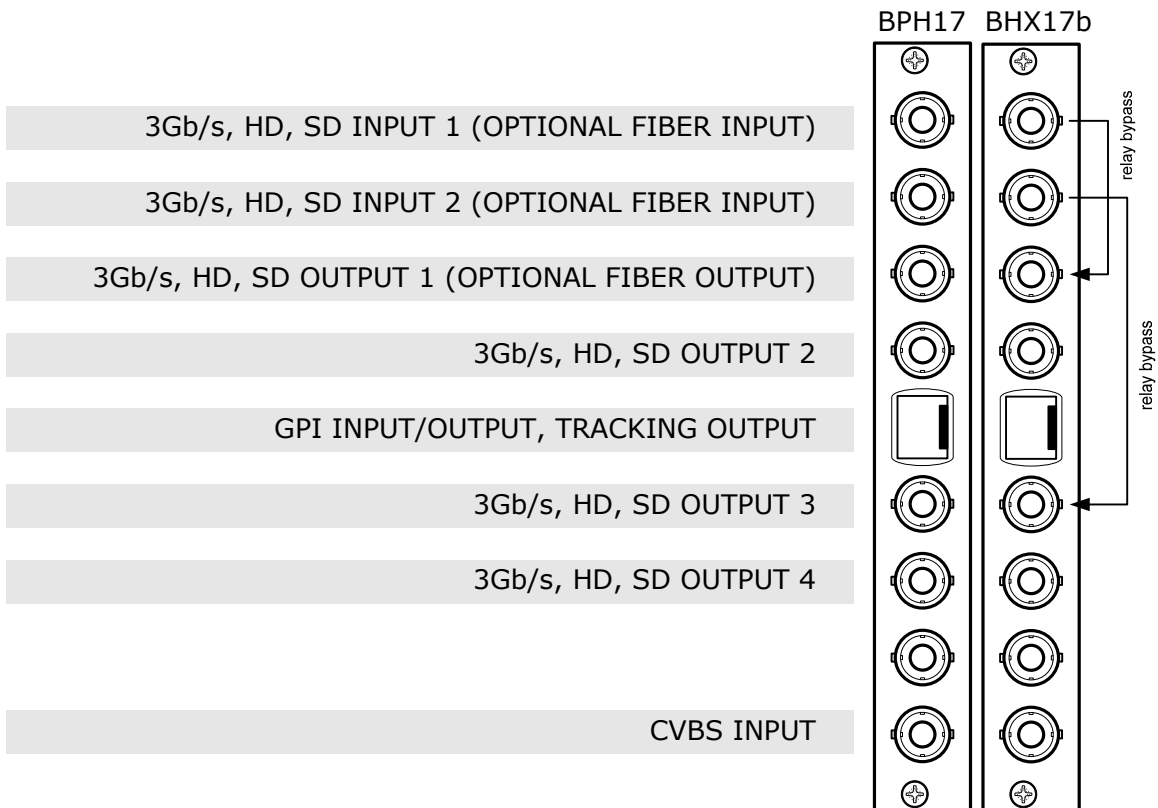 BPH17 BHX17b
3Gb/s, HD, SD INPUT 1 (OPTIONAL FIBER INPUT)
relay bypass
3Gb/s, HD, SD INPUT 2 (OPTIONAL FIBER INPUT)
3Gb/s, HD, SD OUTPUT 1 (OPTIONAL FIBER OUTPUT)
3Gb/s, HD, SD OUTPUT 2
relay bypass
GPI INPUT/OUTPUT, TRACKING OUTPUT
3Gb/s, HD, SD OUTPUT 3
3Gb/s, HD, SD OUTPUT 4
CVBS INPUT